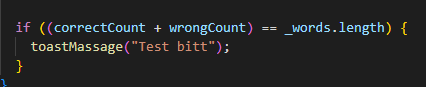 if ((correctCount + wrongCount) == _words.length) {
toastMassage("Test bitt");
}
}